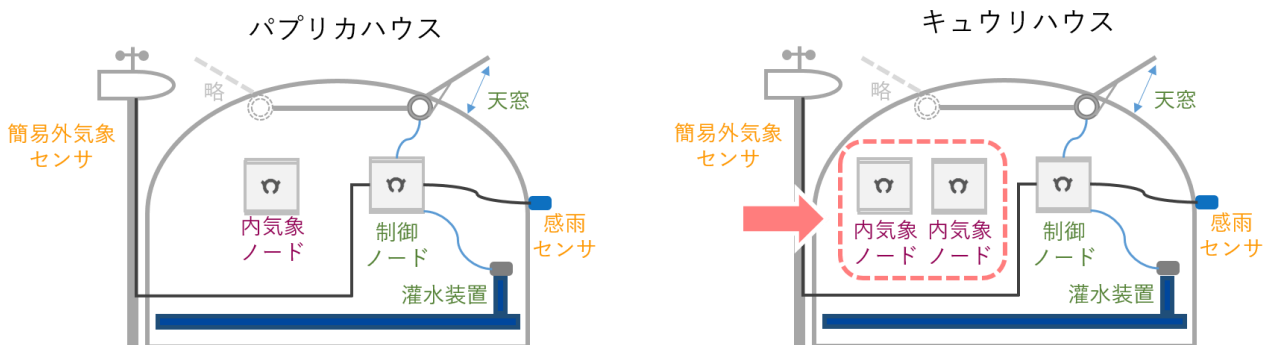 パプリカハウス
略
天窓
簡易外気象
センサ
内気象
ノード
制御
ノード
感雨
センサ
灌水装置
キュウリハウス
略
天窓
簡易外気象
センサ
内気象
ノード
内気象
ノード
制御
ノード
感雨
センサ
灌水装置